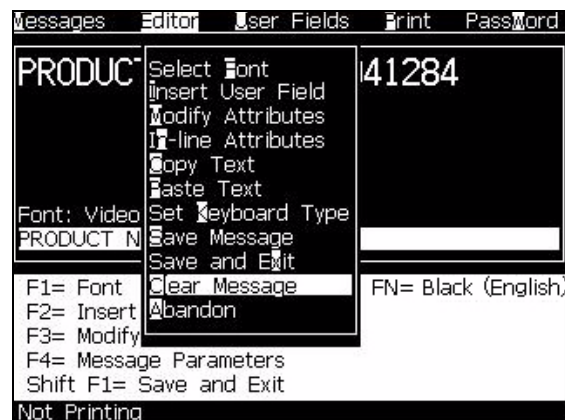 Messages Editor User Fields Print PassWord
PRODUCT 41284
Select Font
Insert User Field
Modify Attributes
In-line Attributes
Copy Text
Paste Text
Set Keyboard Type
Save Message
Save and Exit
Clear Message
Abandon
Font: Video
PRODUCT N
F1= Font FN= Black (English)
F2= Insert
F3= Modify
F4= Message Parameters
Shift F1= Save and Exit
Not Printing